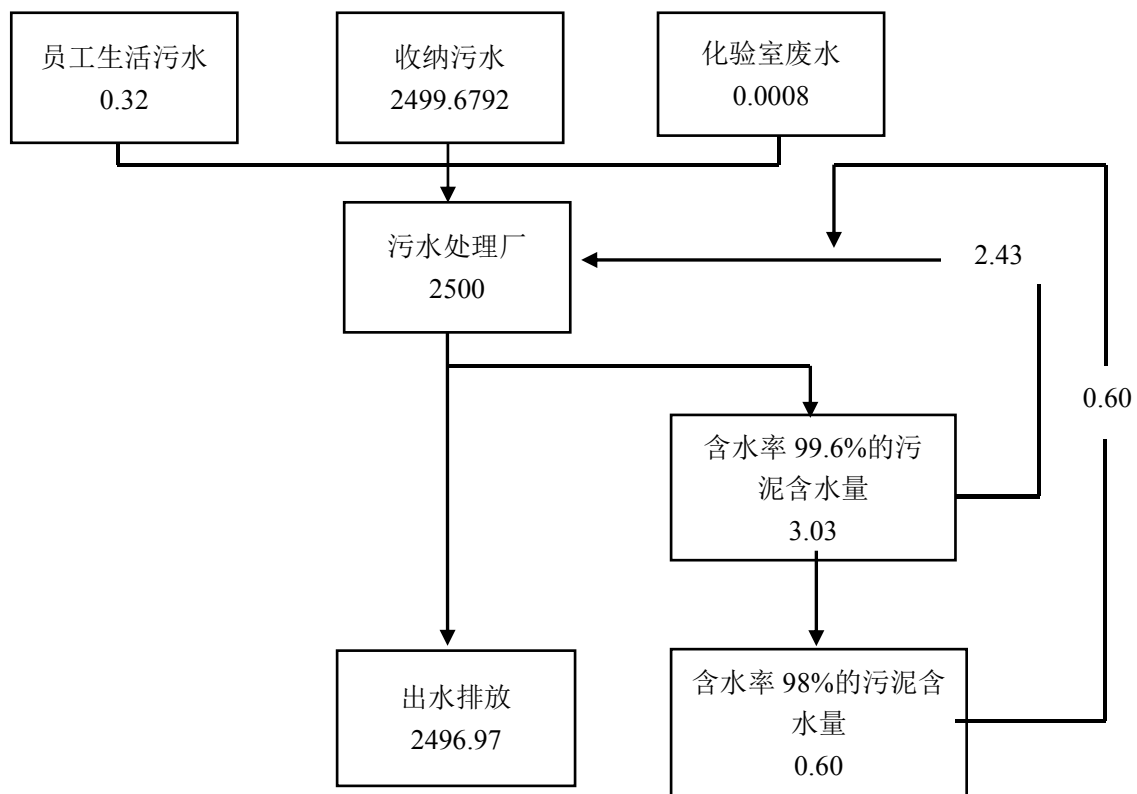 员工生活污水
0.32
收纳污水
2499.6792
化验室废水
0.0008
污水处理厂
2500
2.43
0.60
含水率 99.6%的污
泥含水量
3.03
出水排放
2496.97
含水率 98%的污泥含
水量
0.60